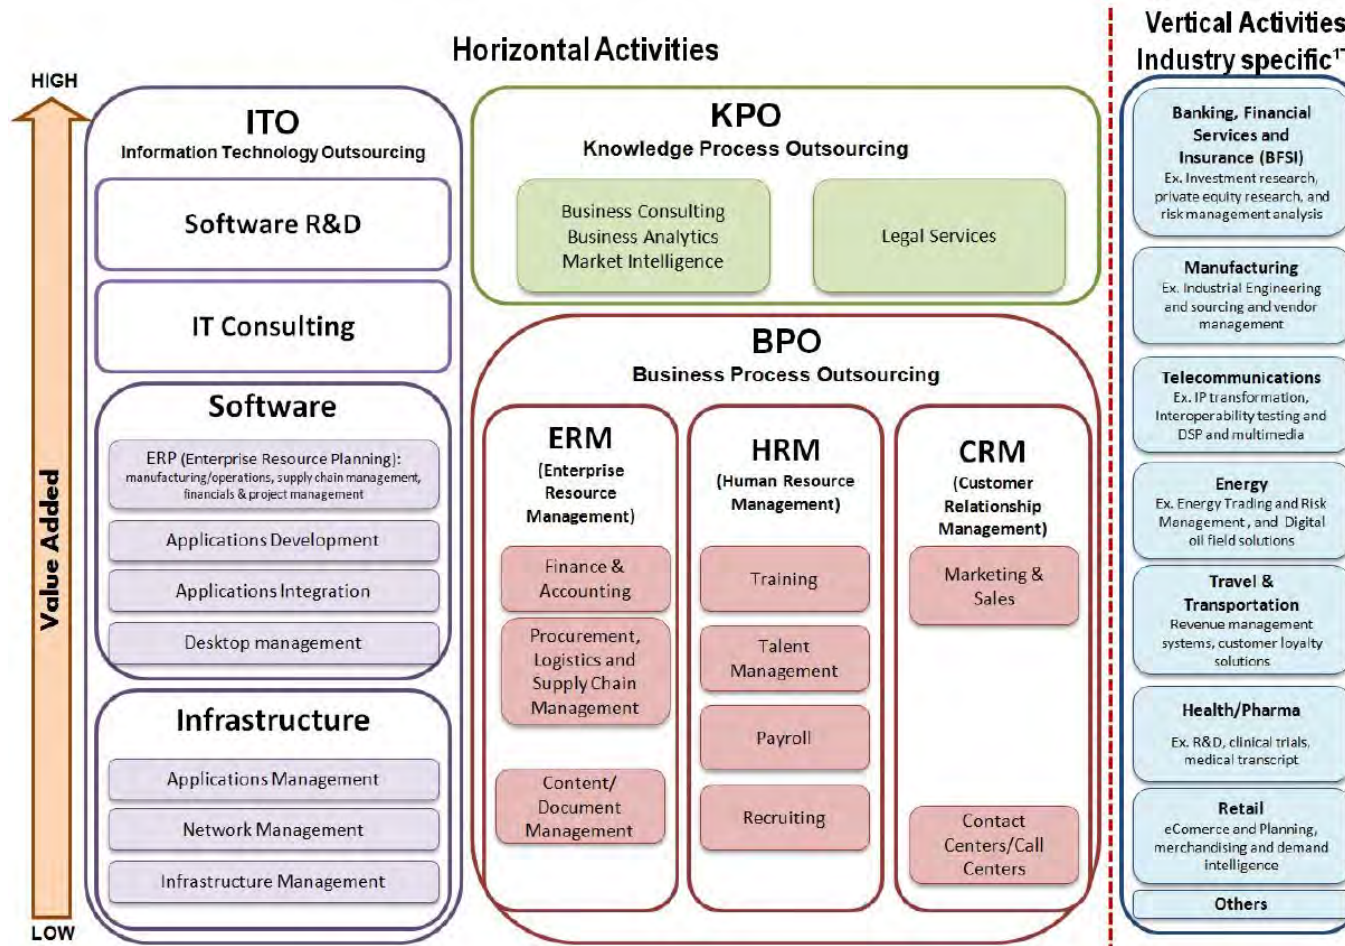 Horizontal Activities
Vertical Activities
Industry specific¹⁷
HIGH
Value Added
LOW
ITO
Information Technology Outsourcing
Software R&D
IT Consulting
Software
ERP (Enterprise Resource Planning):
manufacturing/operations, supply chain management,
financials & project management
Applications Development
Applications Integration
Desktop management
Infrastructure
Applications Management
Network Management
Infrastructure Management
KPO
Knowledge Process Outsourcing
Business Consulting
Business Analytics
Market Intelligence
Legal Services
BPO
Business Process Outsourcing
ERM
(Enterprise
Resource
Management)
Finance &
Accounting
Procurement,
Logistics and
Supply Chain
Management
Content/
Document
Management
HRM
(Human Resource
Management)
Training
Talent
Management
Payroll
Recruiting
CRM
(Customer
Relationship
Management)
Marketing &
Sales
Contact
Centers/Call
Centers
Banking, Financial
Services and
Insurance (BFSI)
Ex. Investment research,
private equity research, and
risk management analysis
Manufacturing
Ex. Industrial Engineering
and sourcing and vendor
management
Telecommunications
Ex. IP transformation,
Interoperability testing and
DSP and multimedia
Energy
Ex. Energy Trading and Risk
Management , and Digital
oil field solutions
Travel &
Transportation
Revenue management
systems, customer loyalty
solutions
Health/Pharma
Ex. R&D, clinical trials,
medical transcript
Retail
eComerce and Planning,
merchandising and demand
intelligence
Others